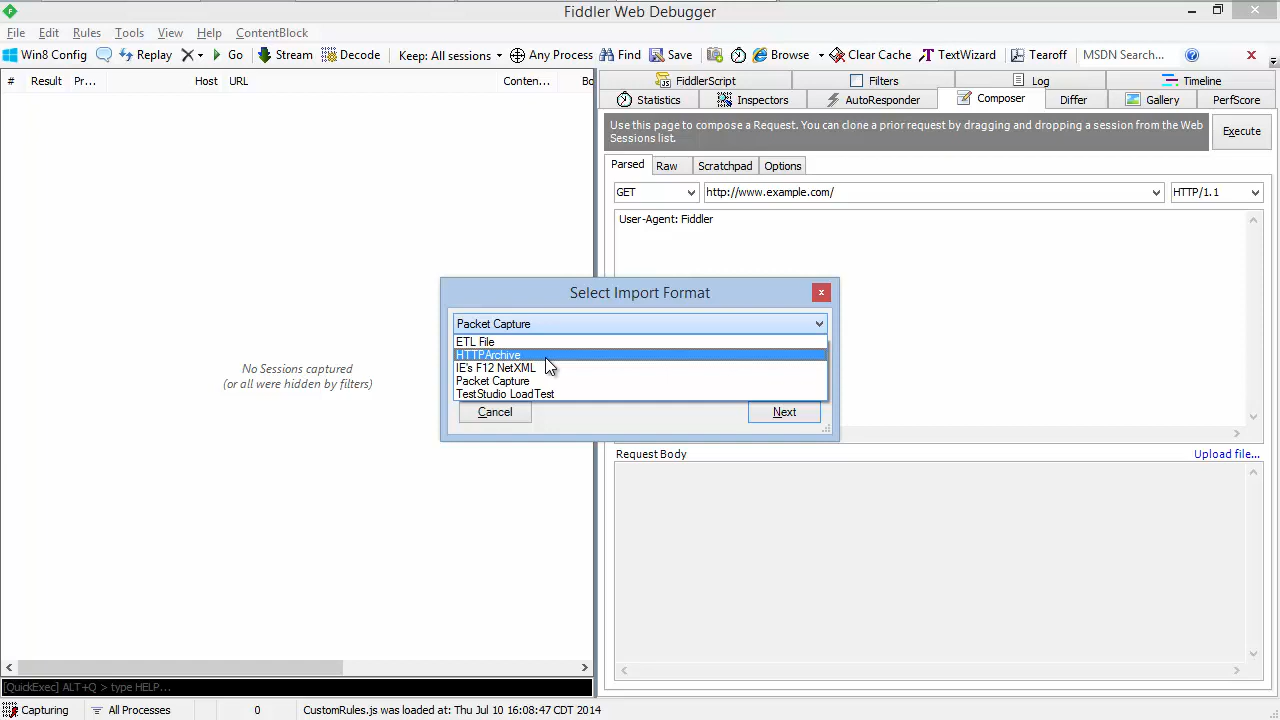 Fiddler Web Debugger
File Edit Rules Tools View Help ContentBlock
Win8 Config Replay Go Stream Decode Keep: All sessions Any Process Find Save Browse Clear Cache TextWizard Tearoff MSDN Search...
# Result Pr... Host URL Conten... Bo
FiddlerScript Filters Log Timeline
Statistics Inspectors AutoResponder Composer Differ Gallery PerfScore
Use this page to compose a Request. You can clone a prior request by dragging and dropping a session from the Web
Sessions list.
Execute
Parsed Raw Scratchpad Options
GET http://www.example.com/ HTTP/1.1
User-Agent: Fiddler
Select Import Format
Packet Capture
ETL File
HTTPArchive
IE's F12 NetXML
Packet Capture
TestStudio LoadTest
Cancel Next
No Sessions captured
(or all were hidden by filters)
Request Body Upload file...
[QuickExec] ALT+Q > type HELP...
Capturing All Processes 0 CustomRules.js was loaded at: Thu Jul 10 16:08:47 CDT 2014